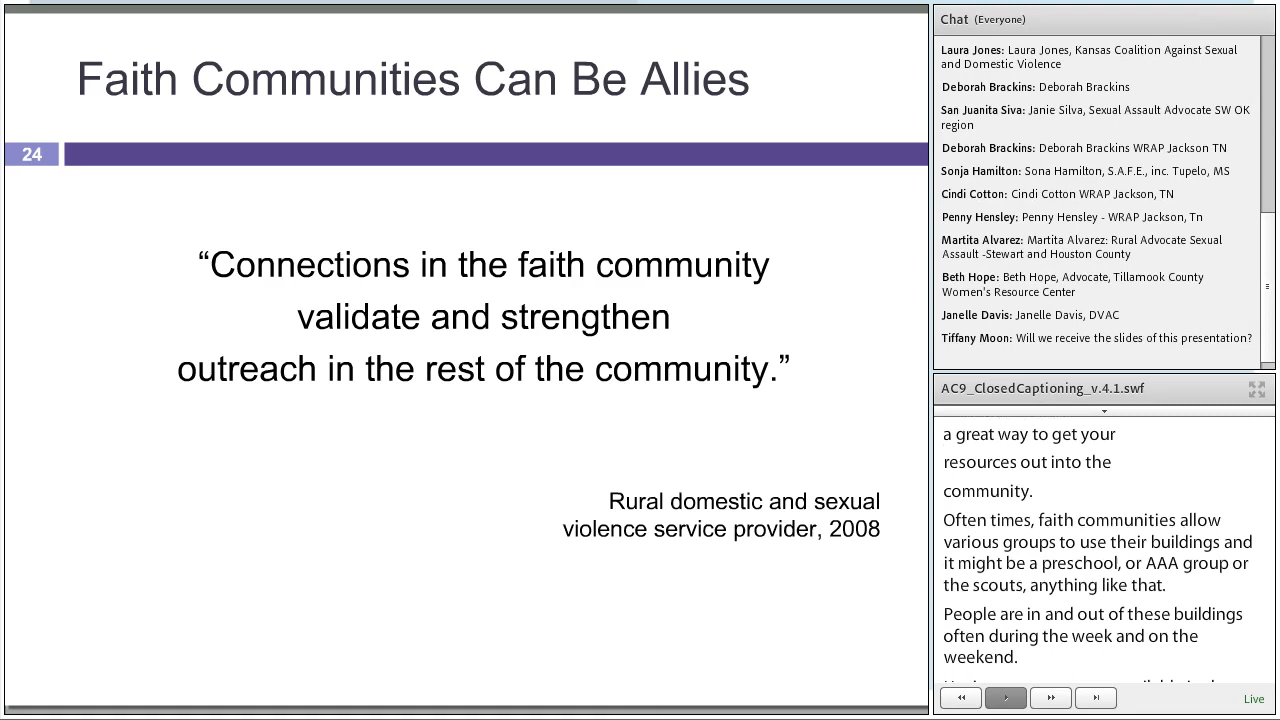 Faith Communities Can Be Allies
24
“Connections in the faith community
validate and strengthen
outreach in the rest of the community.”
Rural domestic and sexual
violence service provider, 2008
Chat (Everyone)
Laura Jones: Laura Jones, Kansas Coalition Against Sexual
and Domestic Violence
Deborah Brackins: Deborah Brackins
San Juanita Siva: Janie Silva, Sexual Assault Advocate SW OK
region
Deborah Brackins: Deborah Brackins WRAP Jackson TN
Sonja Hamilton: Sona Hamilton, S.A.F.E., inc. Tupelo, MS
Cindi Cotton: Cindi Cotton WRAP Jackson, TN
Penny Hensley: Penny Hensley - WRAP Jackson, Tn
Martita Alvarez: Martita Alvarez: Rural Advocate Sexual
Assault -Stewart and Houston County
Beth Hope: Beth Hope, Advocate, Tillamook County
Women's Resource Center
Janelle Davis: Janelle Davis, DVAC
Tiffany Moon: Will we receive the slides of this presentation?
AC9_ClosedCaptioning_v.4.1.swf
a great way to get your
resources out into the
community.
Often times, faith communities allow
various groups to use their buildings and
it might be a preschool, or AAA group or
the scouts, anything like that.
People are in and out of these buildings
often during the week and on the
weekend.
Live